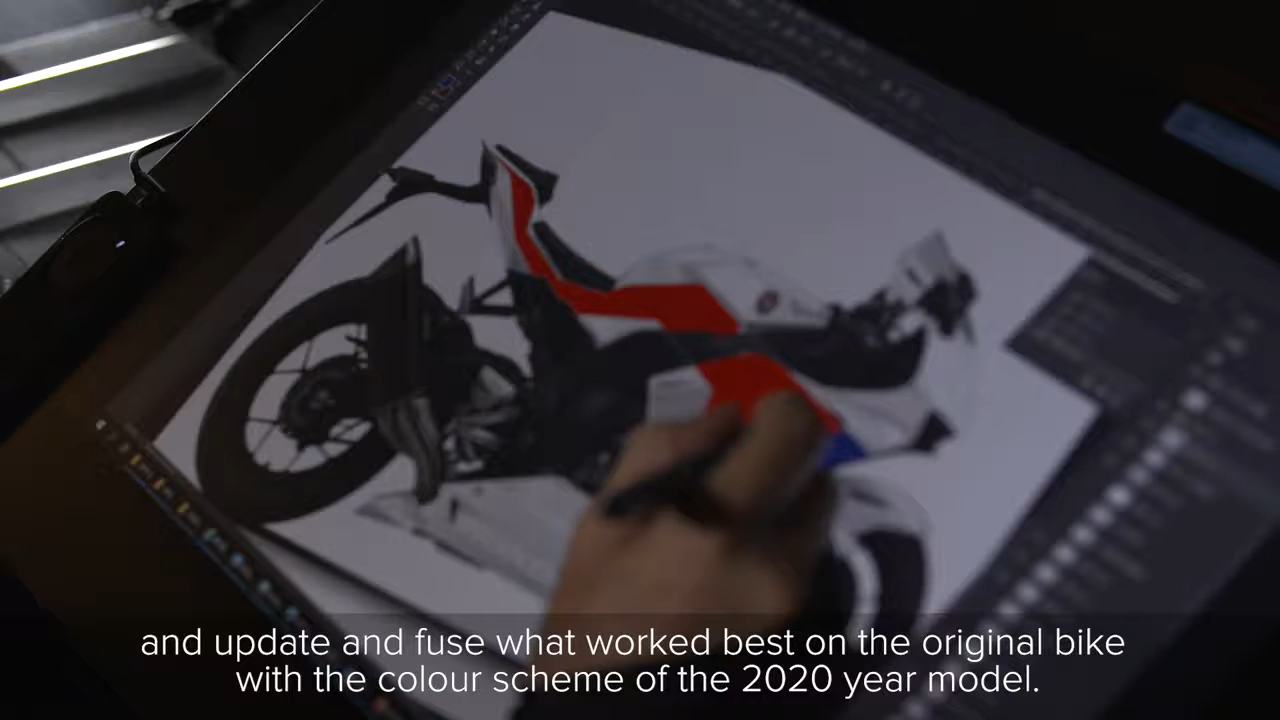 and update and fuse what worked best on the original bike
with the colour scheme of the 2020 year model.